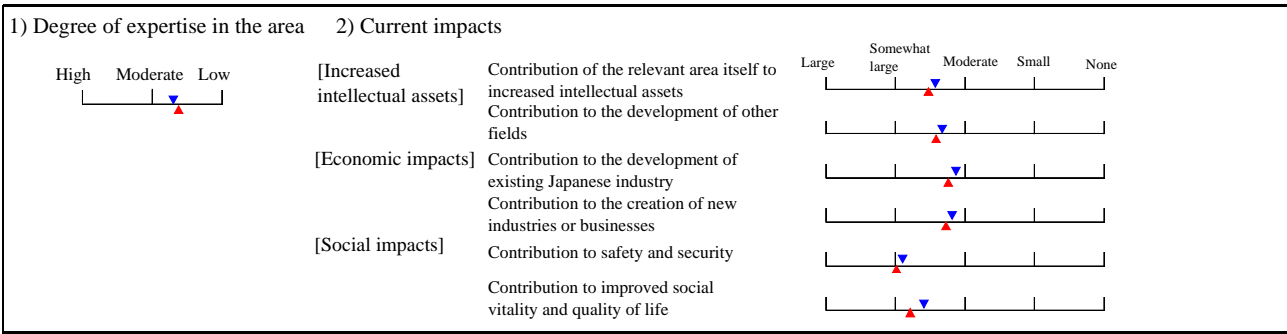 1) Degree of expertise in the area 2) Current impacts
High Moderate Low
[Increased
intellectual assets]
Contribution of the relevant area itself to
increased intellectual assets
Large
Somewhat
large
Moderate
Small
None
Contribution to the development of other
fields
[Economic impacts]
Contribution to the development of
existing Japanese industry
Contribution to the creation of new
industries or businesses
[Social impacts]
Contribution to safety and security
Contribution to improved social
vitality and quality of life